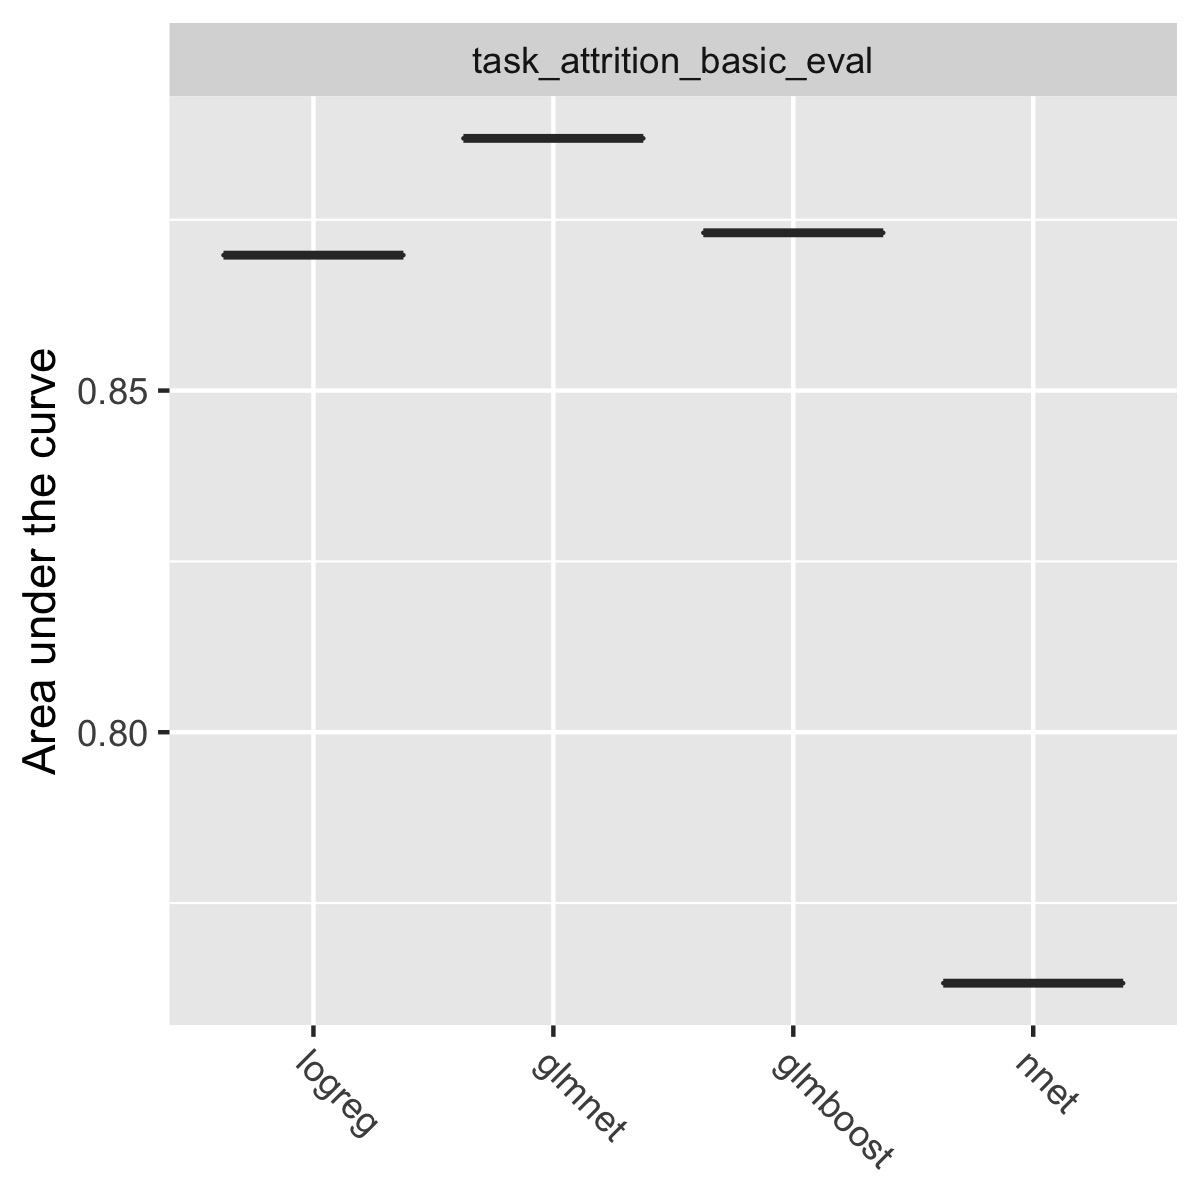 task_attrition_basic_eval
Area under the curve
0.85
0.80
logreg
glmnet
glmboost
nnet